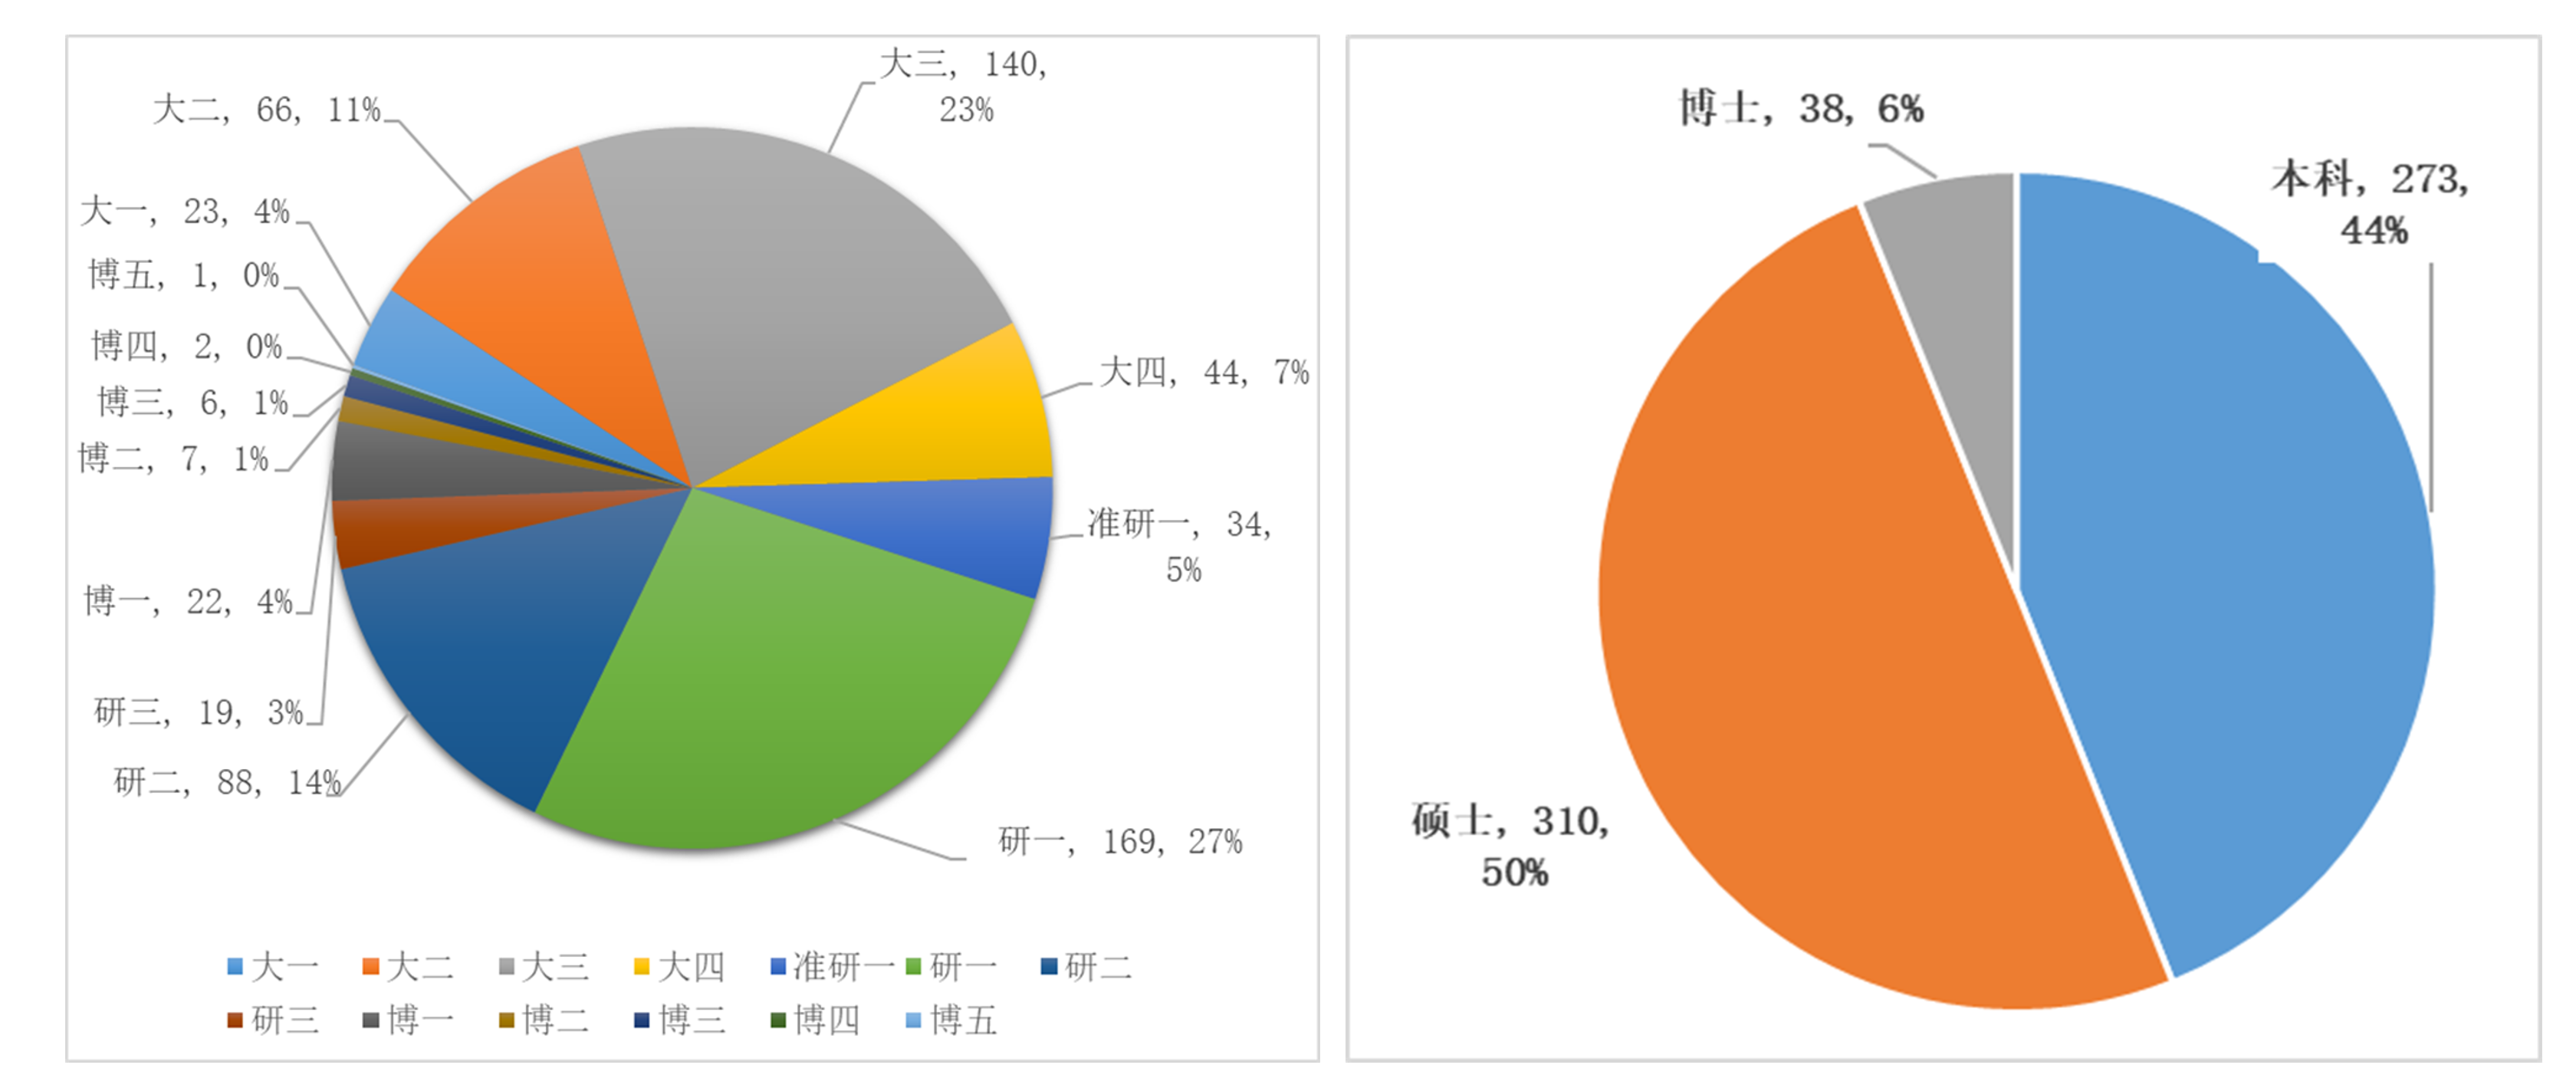 大三, 140,
23%
大二, 66, 11%
大一, 23, 4%
博五, 1, 0%
博四, 2, 0%
博三, 6, 1%
博二, 7, 1%
大四, 44, 7%
准研一, 34,
5%
博一, 22, 4%
研三, 19, 3%
研二, 88, 14%
研一, 169, 27%
大一 大二 大三 大四 准研一 研一 研二
研三 博一 博二 博三 博四 博五
博士, 38, 6%
本科, 273,
44%
硕士, 310,
50%